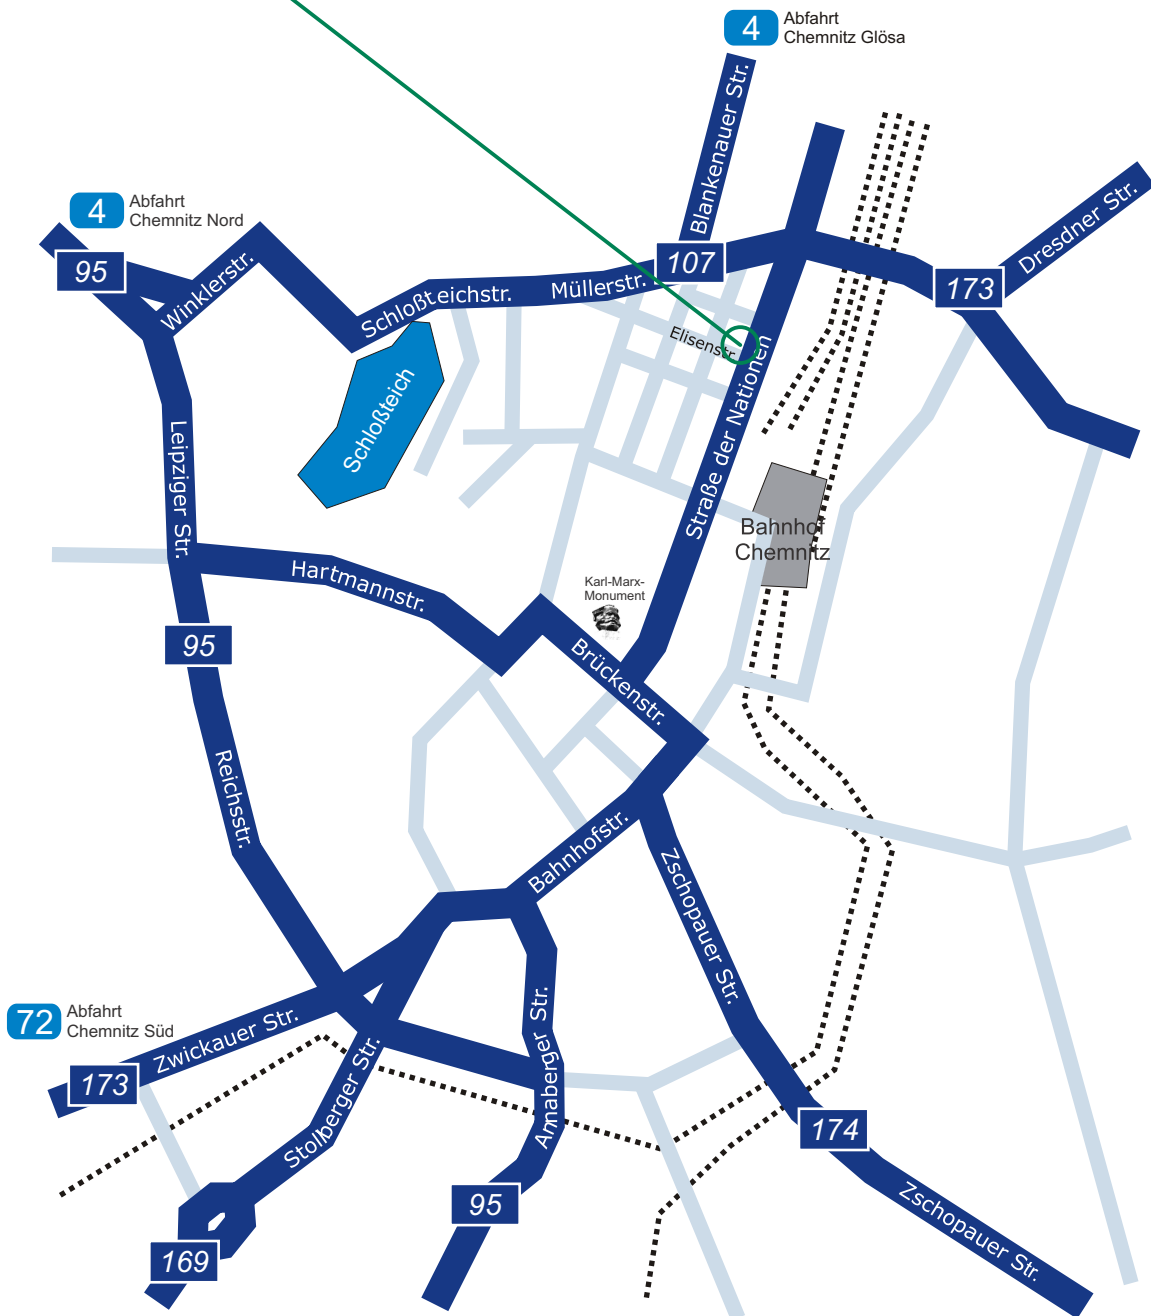 4
Abfahrt
Chemnitz Glösa
Blankenauer Str.
4
Abfahrt
Chemnitz Nord
95
Winklerstr.
107
Dresdner Str.
173
Schloßteichstr.
Müllerstr.
Elisenstr.
Schloßteich
Straße der Nationen
Leipziger Str.
Bahnhof
Chemnitz
Hartmannstr.
Karl-Marx-
Monument
95
Brückenstr.
Reichsstr.
Bahnhofstr.
Zschopauer Str.
72
Abfahrt
Chemnitz Süd
Zwickauer Str.
173
Stollberger Str.
Annaberger Str.
174
95
Zschopauer Str.
169